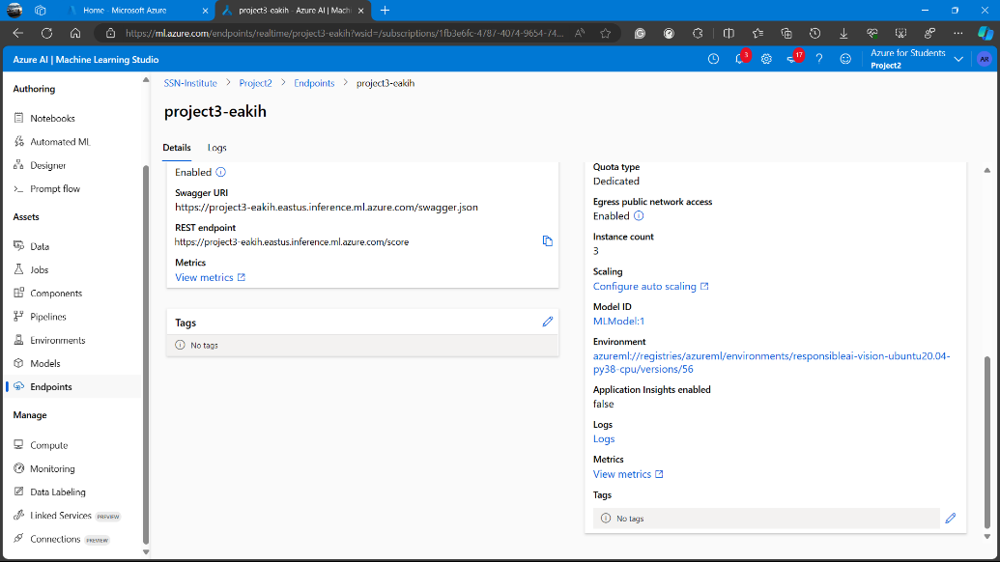 Home - Microsoft Azure
project3-eakih - Azure AI | Mach
https://ml.azure.com/endpoints/realtime/project3-eakih?wsid=/subscriptions/1fb3e6fc-4787-4074-9654-74...
Azure AI | Machine Learning Studio
3
17
Azure for Students
Project2
AR
Authoring
Notebooks
Automated ML
Designer
Prompt flow
Assets
Data
Jobs
Components
Pipelines
Environments
Models
Endpoints
Manage
Compute
Monitoring
Data Labeling
Linked Services PREVIEW
Connections PREVIEW
SSN-Institute > Project2 > Endpoints > project3-eakih
project3-eakih
Details Logs
Enabled
Swagger URI
https://project3-eakih.eastus.inference.ml.azure.com/swagger.json
REST endpoint
https://project3-eakih.eastus.inference.ml.azure.com/score
Metrics
View metrics
Tags
No tags
Quota type
Dedicated
Egress public network access
Enabled
Instance count
3
Scaling
Configure auto scaling
Model ID
MLModel:1
Environment
azureml://registries/azureml/environments/responsibleai-vision-ubuntu20.04-
py38-cpu/versions/56
Application Insights enabled
false
Logs
Logs
Metrics
View metrics
Tags
No tags